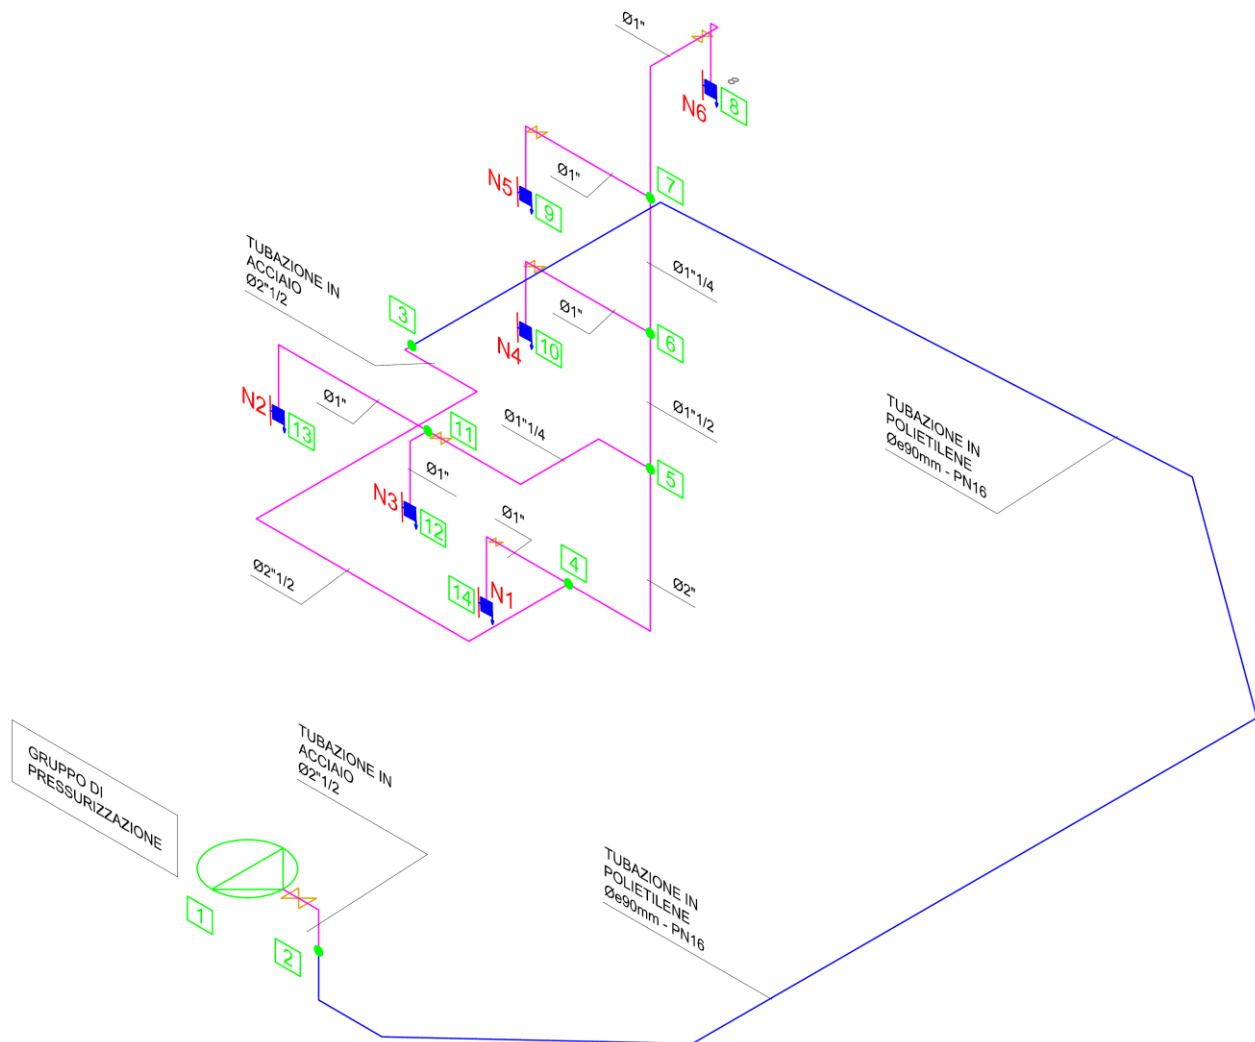 Ø1"
8
N6
8
N5
Ø1"
9
7
TUBAZIONE IN
ACCIAIO
Ø2"1/2
Ø1"1/4
3
Ø1"
N4
10
6
N2
13
Ø1"
11
Ø1"1/4
Ø1"1/2
5
TUBAZIONE IN
POLIETILENE
Øe90mm - PN16
Ø1"
N3
12
Ø1"
Ø2"1/2
14
N1
4
Ø2"
GRUPPO DI
PRESSURIZZAZIONE
TUBAZIONE IN
ACCIAIO
Ø2"1/2
1
2
TUBAZIONE IN
POLIETILENE
Øe90mm - PN16